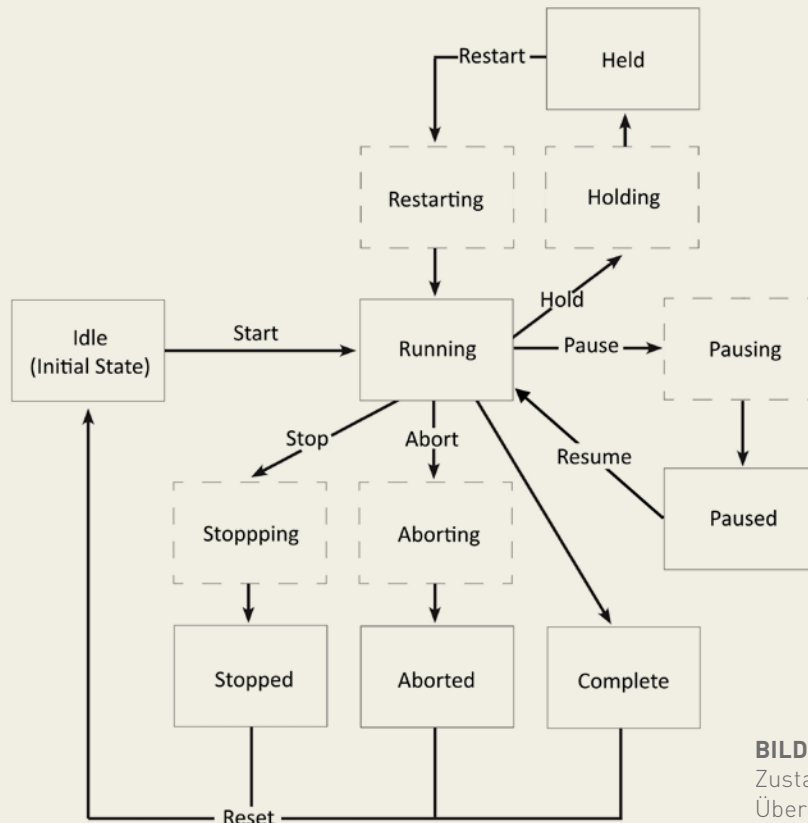 Restart
Held
Restarting
Holding
Hold
Idle
(Initial State)
Start
Running
Pause
Pausing
Stop
Abort
Resume
Stoppping
Aborting
Paused
Stopped
Aborted
Complete
Reset
BILD
Zusta
Über